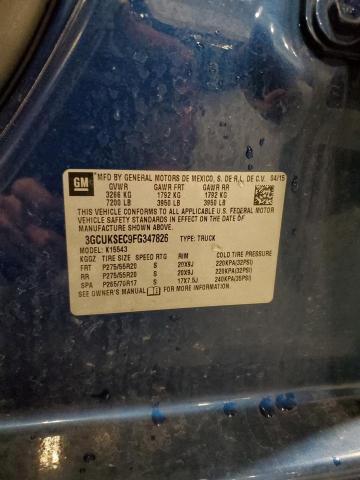 GM
MFD BY GENERAL MOTORS DE MEXICO, S. DE R.L. DE C.V. 04/15
GVWR GAWR FRT GAWR RR
3266 KG 1792 KG 1792 KG
7200 LB 3950 LB 3950 LB
THIS VEHICLE CONFORMS TO ALL APPLICABLE U.S. FEDERAL MOTOR
VEHICLE SAFETY AND THEFT PREVENTION STANDARDS IN EFFECT ON THE DATE OF
MANUFACTURE SHOWN ABOVE.
3GCUKSEC9FG347826 TYPE: TRUCK
MODEL: K15543
KGGZ TIRE SIZE SPEED RTG RIM COLD TIRE PRESSURE
FRT P275/55R20 S 20X9J 220KPA(32PSI)
RR P275/55R20 S 20X9J 220KPA(32PSI)
SPA P265/70R17 S 17X7.5J 240KPA(35PSI)
SEE OWNER'S MANUAL FOR MORE INFORMATION.